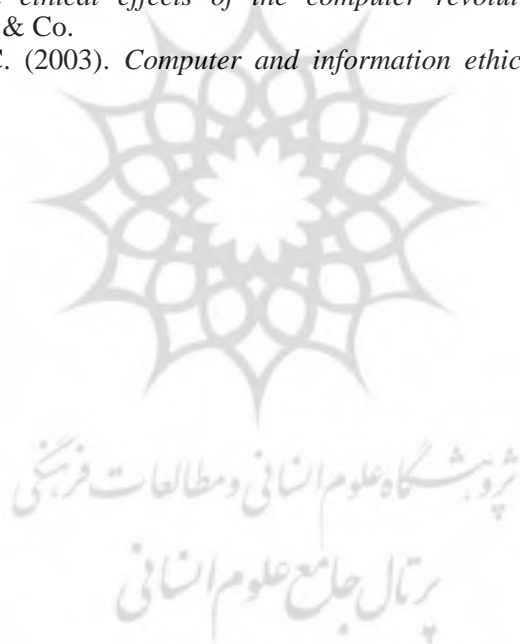 ethical effects of the computer revolut
& Co.
C. (2003). Computer and information ethic
پژوهشگاه علوم انسانی و مطالعات فرهنگی
پرتال جامع علوم انسانی